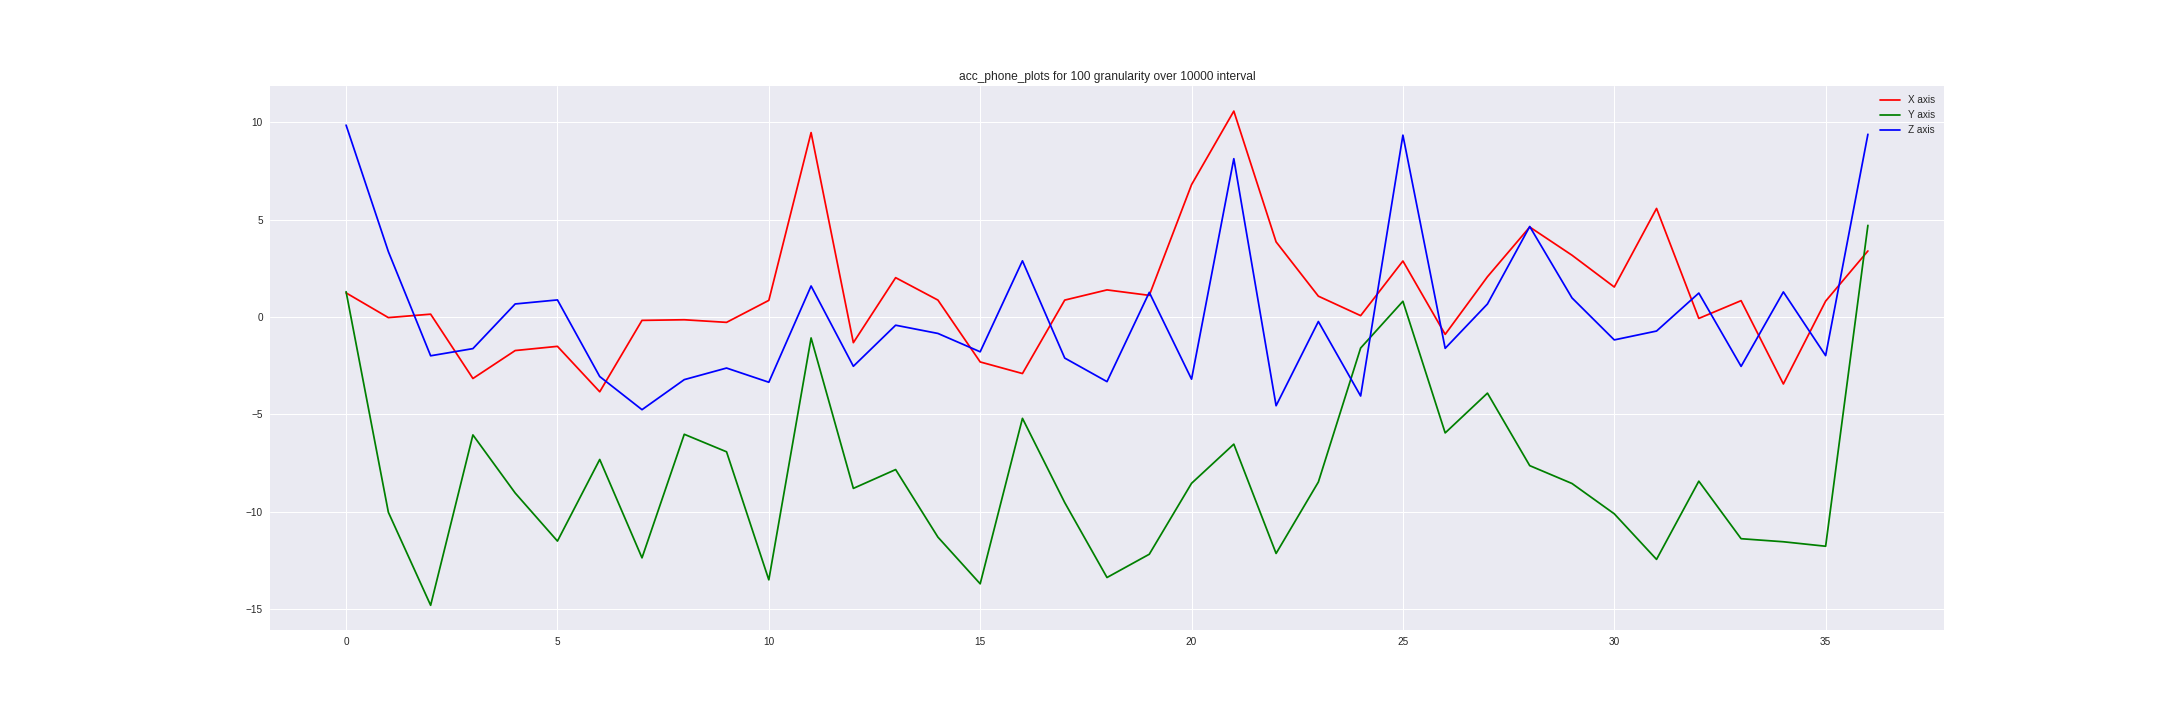 acc_phone_plots for 100 granularity over 10000 interval
X axis
Y axis
Z axis
10
5
0
−5
−10
−15
0 5 10 15 20 25 30 35